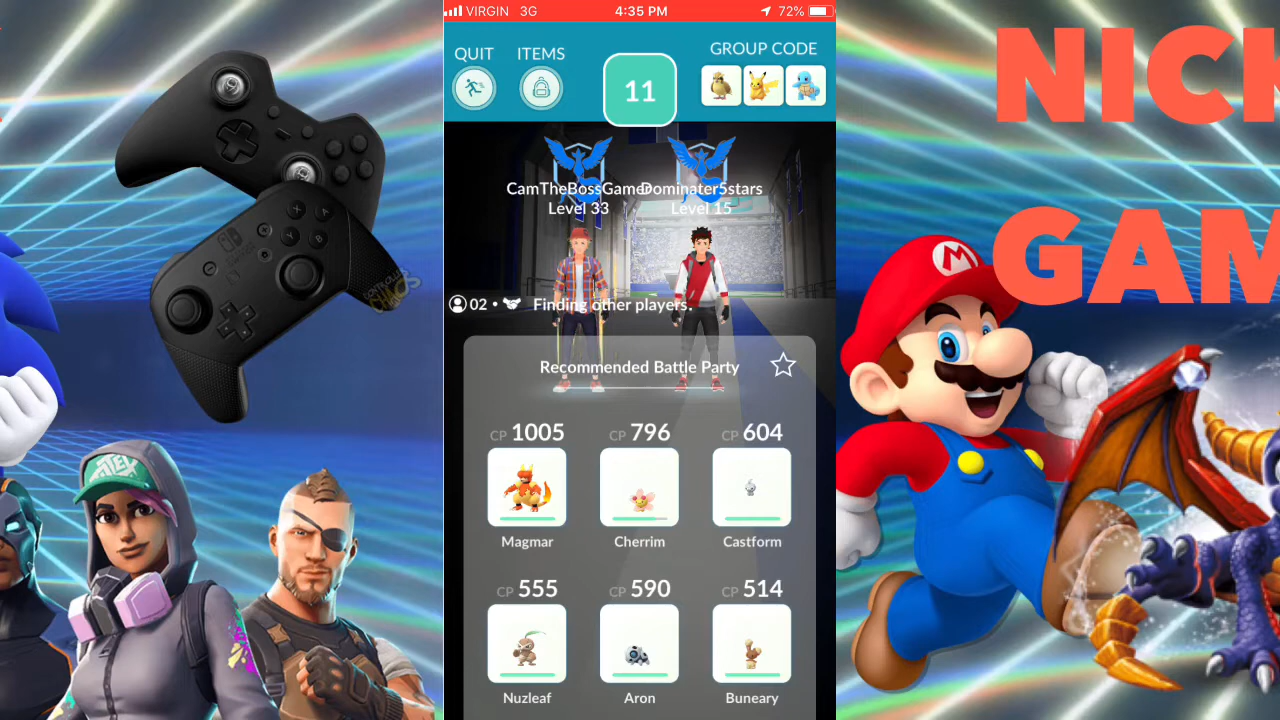 VIRGIN 3G 4:35 PM 72%
QUIT ITEMS GROUP CODE
11
NICK
GAM
CamTheBossGamer Dominater5stars
Level 33 Level 15
02 • Finding other players.
Recommended Battle Party
CP 1005 CP 796 CP 604
Magmar Cherrim Castform
CP 555 CP 590 CP 514
Nuzleaf Aron Buneary
M